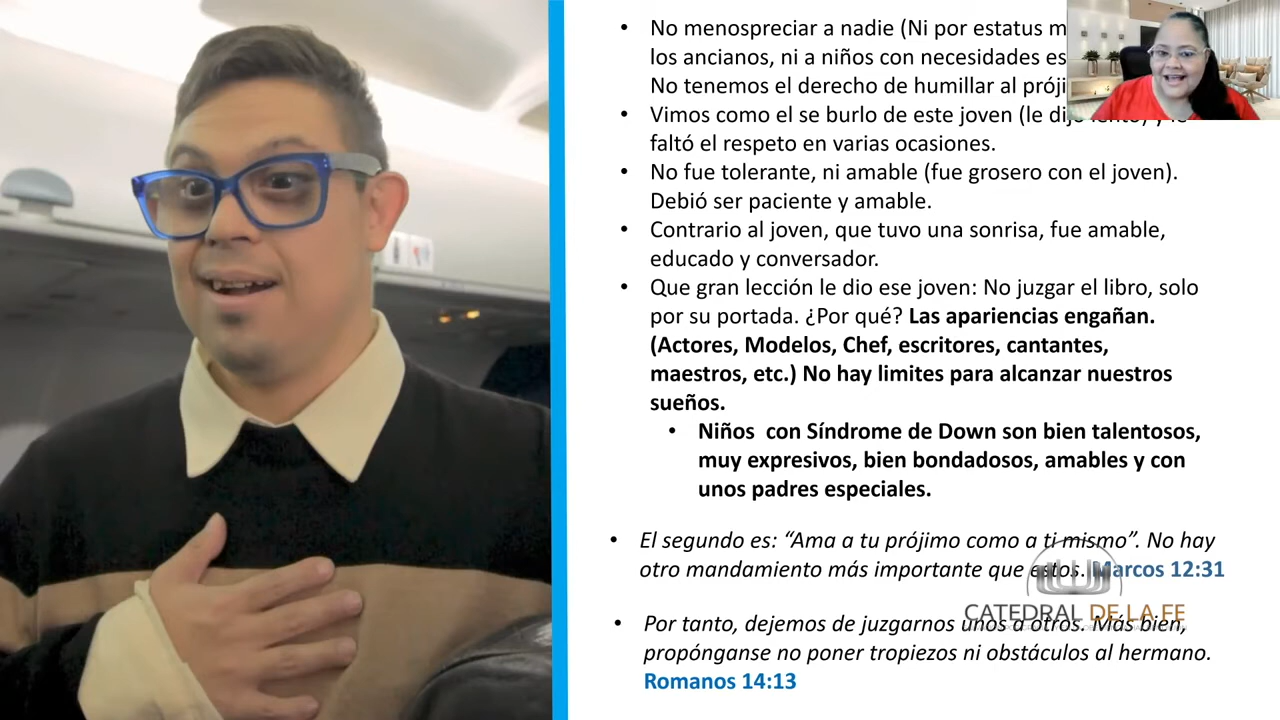 No menospreciar a nadie (Ni por estatus
los ancianos, ni a niños con necesidades
No tenemos el derecho de humillar al
Vimos como el se burlo de este joven (le
faltó el respeto en varias ocasiones.
No fue tolerante, ni amable (fue grosero con el joven).
Debió ser paciente y amable.
Contrario al joven, que tuvo una sonrisa, fue amable,
educado y conversador.
Que gran lección le dio ese joven: No juzgar el libro, solo
por su portada. ¿Por qué? Las apariencias engañan.
(Actores, Modelos, Chef, escritores, cantantes,
maestros, etc.) No hay limites para alcanzar nuestros
sueños.
Niños con Síndrome de Down son bien talentosos,
muy expresivos, bien bondadosos, amables y con
unos padres especiales.
El segundo es: “Ama a tu prójimo como a ti mismo”. No hay
otro mandamiento más importante que estos. Marcos 12:31
CATEDRAL DE LA FE
Por tanto, dejemos de juzgarnos unos a otros. Más bien,
propónganse no poner tropiezos ni obstáculos al hermano.
Romanos 14:13